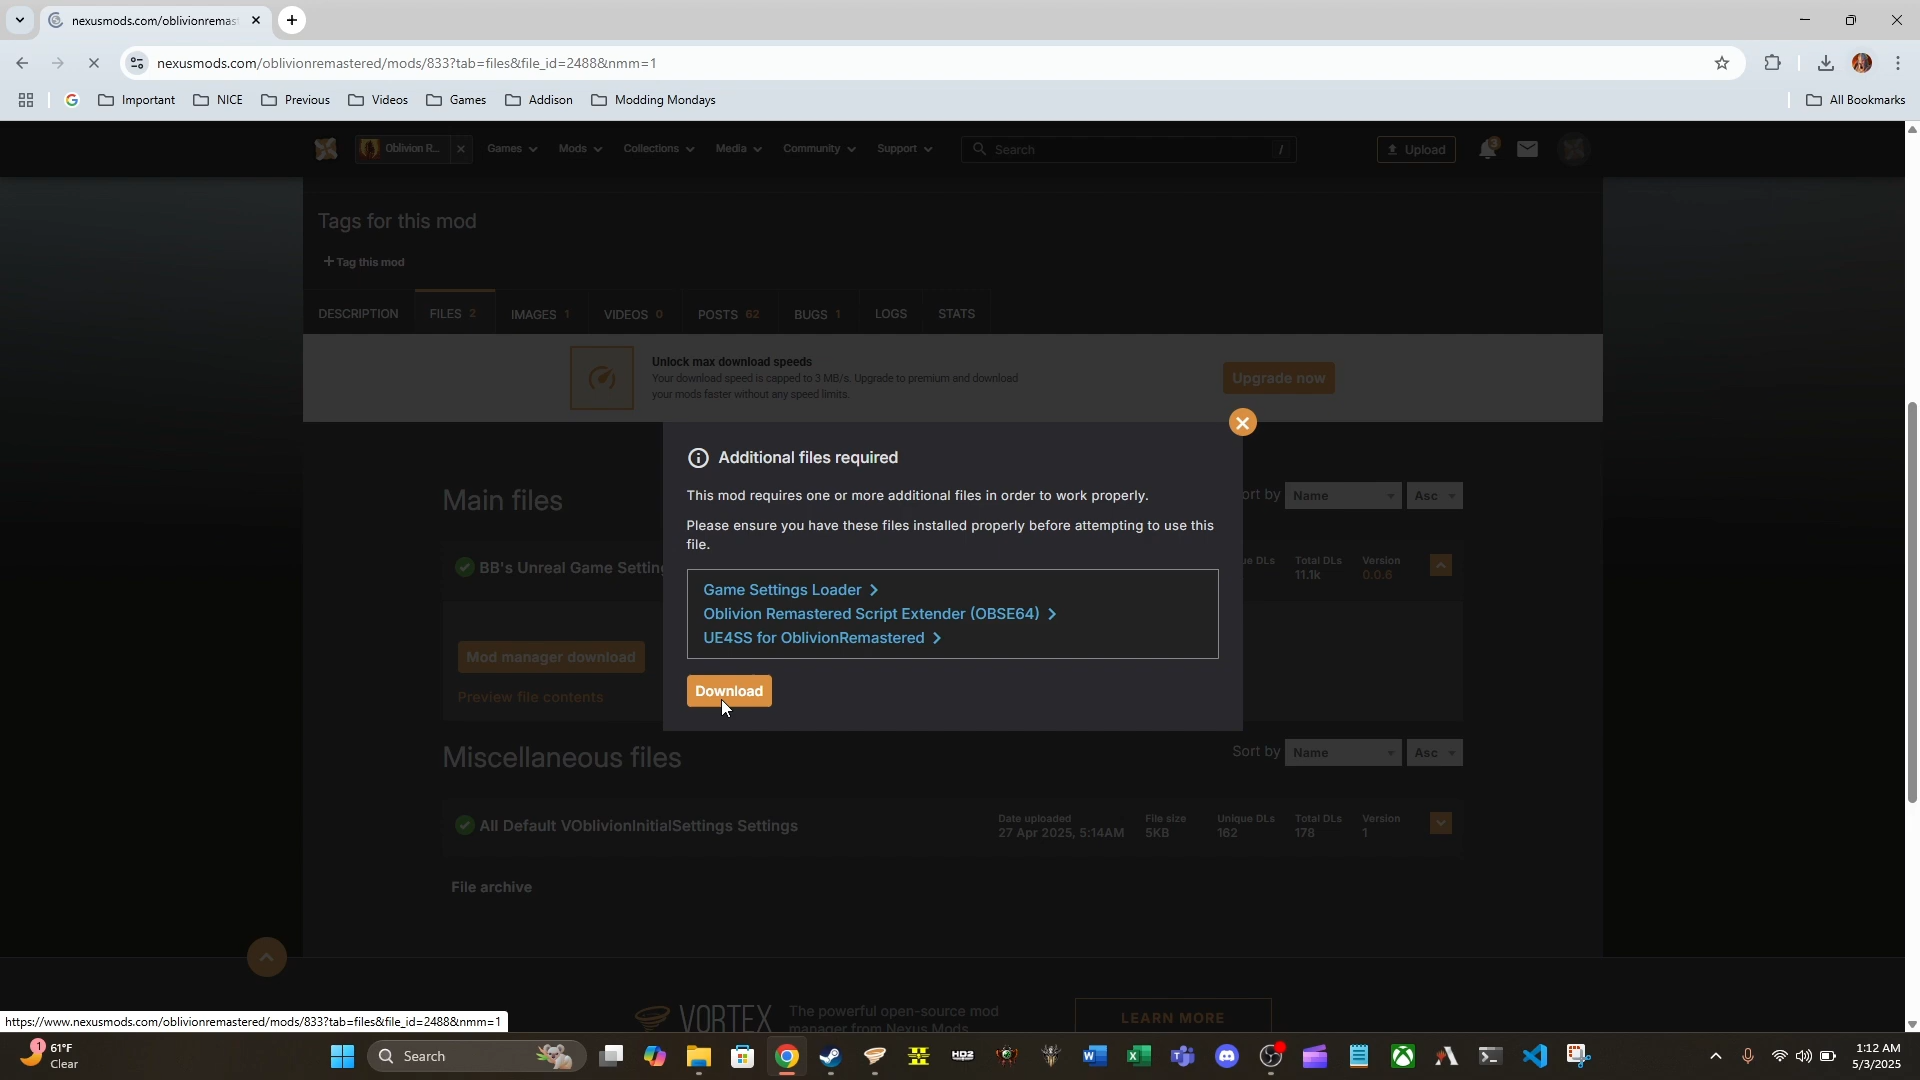 nexusmods.com/oblivionremas
nexusmods.com/oblivionremastered/mods/833?tab=files&file_id=2488&nmm=1
Important
NICE
Previous
Videos
Games
Addison
Modding Mondays
All Bookmarks
Oblivion R...
Games
Mods
Collections
Media
Community
Support
Search
/
Upload
3
Tags for this mod
+ Tag this mod
DESCRIPTION
FILES 2
IMAGES 1
VIDEOS 0
POSTS 62
BUGS 1
LOGS
STATS
Unlock max download speeds
Your download speed is capped to 3 MB/s. Upgrade to premium and download
your mods faster without any speed limits.
Upgrade now
Additional files required
This mod requires one or more additional files in order to work properly.
Please ensure you have these files installed properly before attempting to use this
file.
Game Settings Loader
Oblivion Remastered Script Extender (OBSE64)
UE4SS for OblivionRemastered
Download
Main files
ort by
Name
Asc
BB's Unreal Game Setting
ue DLs
Total DLs
11.1k
Version
0.0.6
Mod manager download
Preview file contents
Miscellaneous files
Sort by
Name
Asc
All Default VOblivionInitialSettings Settings
Date uploaded
27 Apr 2025, 5:14AM
File size
5KB
Unique DLs
162
Total DLs
178
Version
1
File archive
VORTEX
The powerful open-source mod
manager from Nexus Mods
LEARN MORE
https://www.nexusmods.com/oblivionremastered/mods/833?tab=files&file_id=2488&nmm=1
1
61°F
Clear
Search
HD2
1:12 AM
5/3/2025